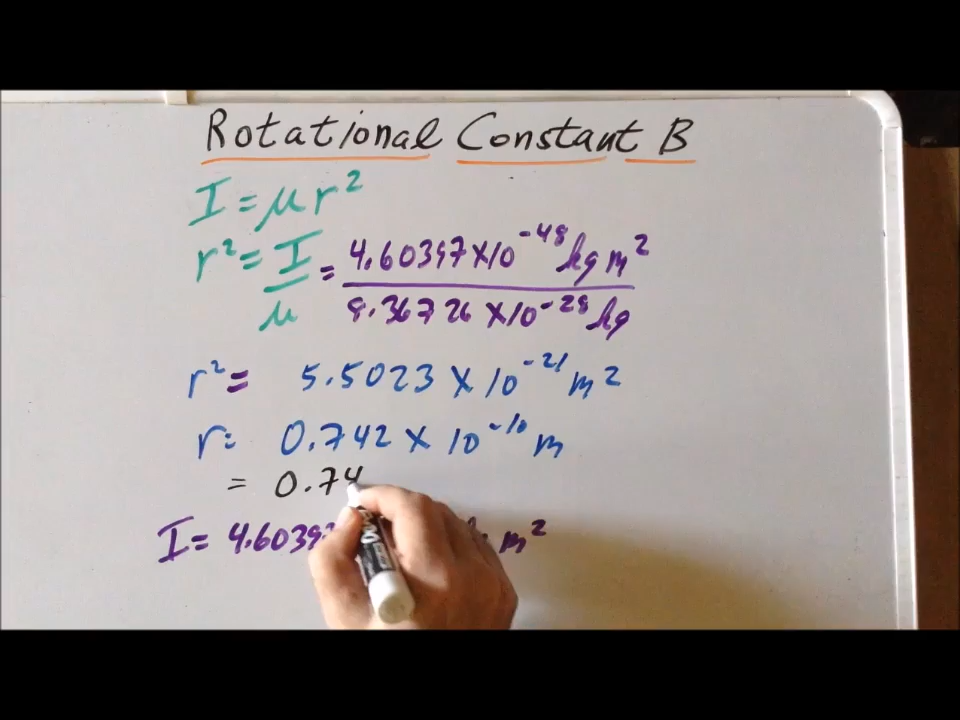 Rotational Constant B
I = μr²
r² = I/μ = 4.60397 × 10⁻⁴⁸ kg m² / 8.36726 × 10⁻²⁸ kg
r² = 5.5023 × 10⁻²¹ m²
r = 0.742 × 10⁻¹⁰ m
= 0.74
I = 4.6039 m²